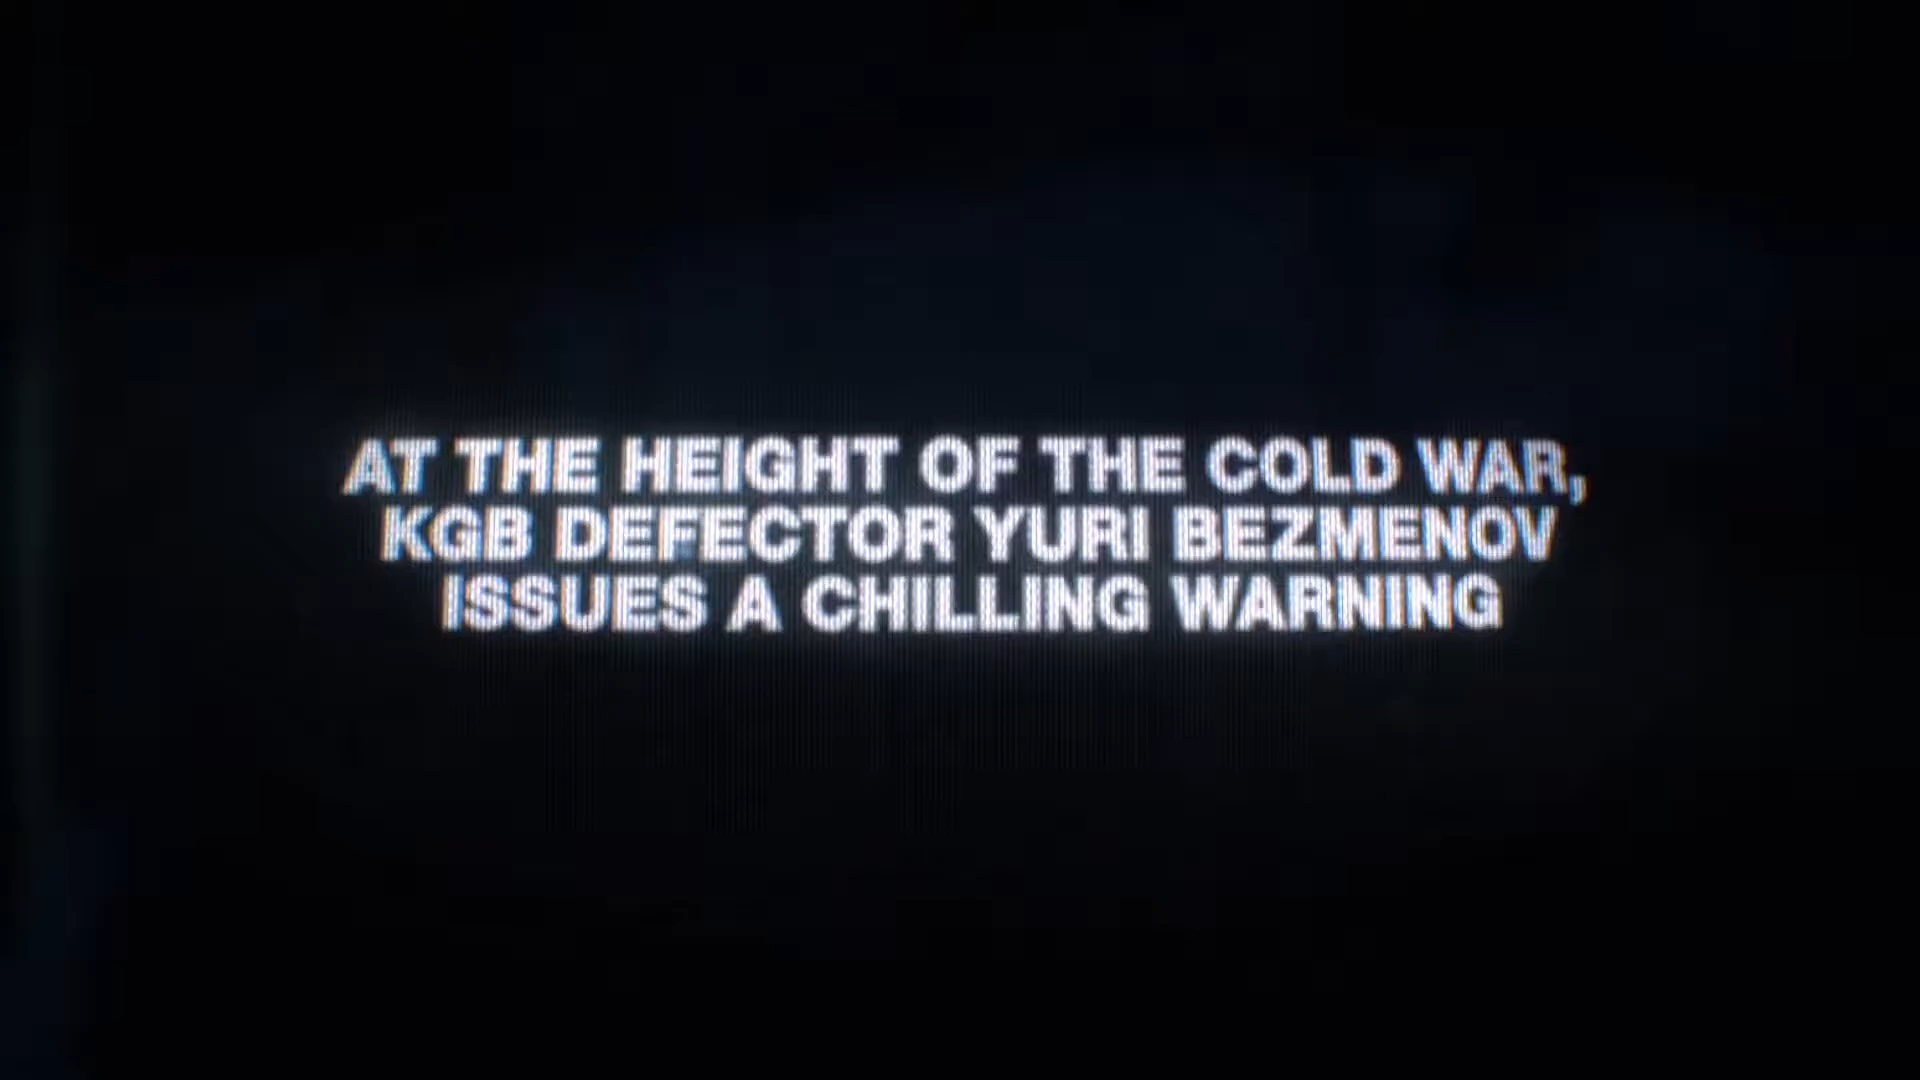 AT THE HEIGHT OF THE COLD WAR,
KGB DEFECTOR YURI BEZMENOV
ISSUES A CHILLING WARNING